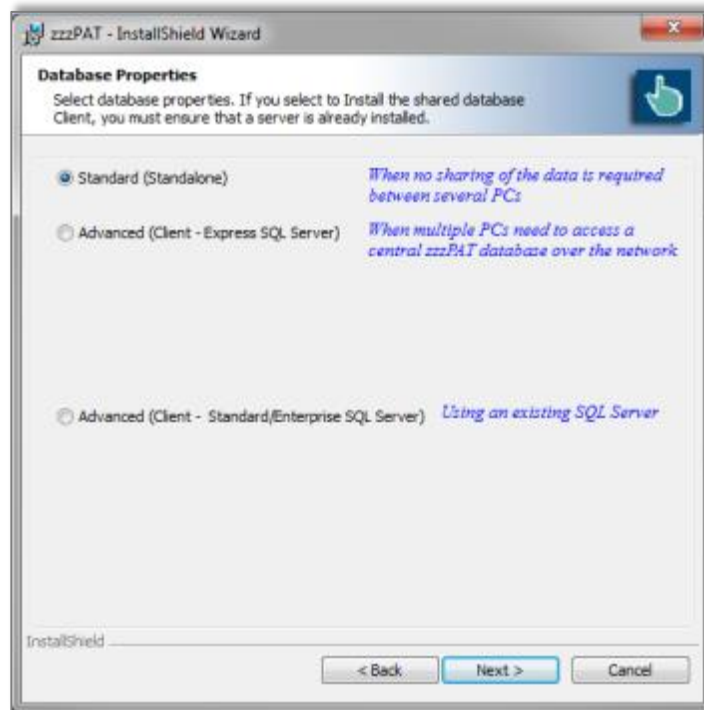 zzzPAT - InstallShield Wizard
Database Properties
Select database properties. If you select to Install the shared database
Client, you must ensure that a server is already installed.
Standard (Standalone)
When no sharing of the data is required
between several PCs
Advanced (Client - Express SQL Server)
When multiple PCs need to access a
central zzzPAT database over the network
Advanced (Client - Standard/Enterprise SQL Server)
Using an existing SQL Server
InstallShield
< Back
Next >
Cancel